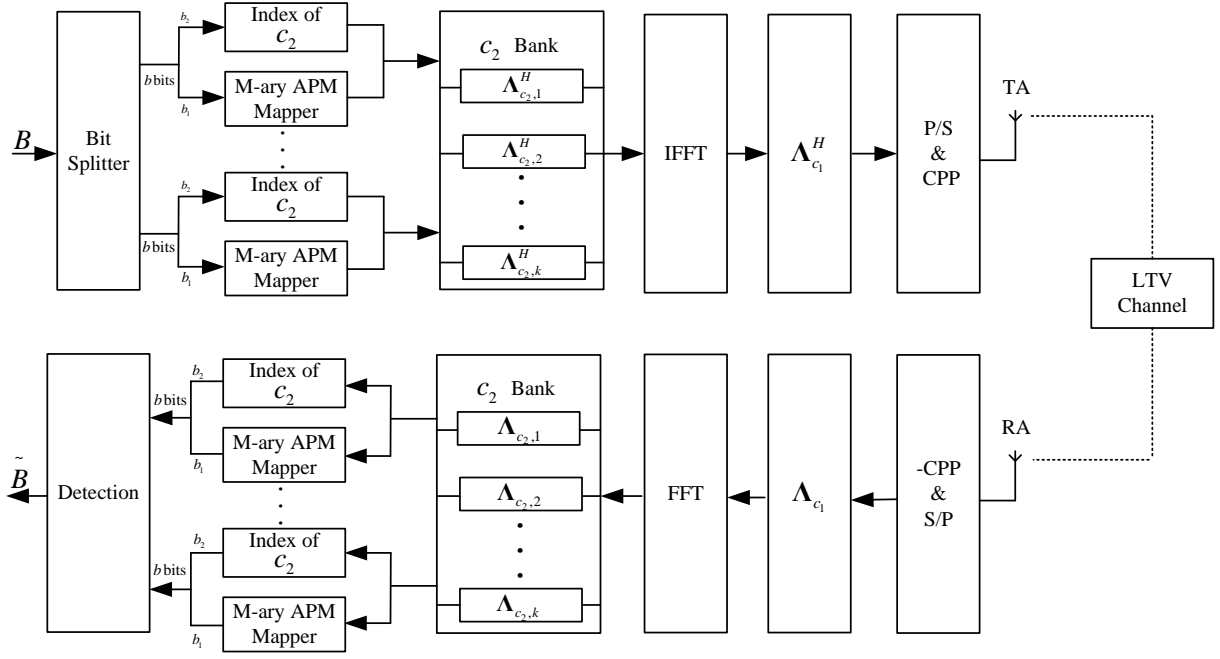 B
Bit
Splitter
b bits
b₂
b₁
Index of
c₂
M-ary APM
Mapper
b bits
b₂
b₁
Index of
c₂
M-ary APM
Mapper
c₂ Bank
Λ^H_{c₂,1}
Λ^H_{c₂,2}
Λ^H_{c₂,k}
IFFT
Λ^H_{c₁}
P/S
&
CPP
TA
LTV
Channel
RA
-CPP
&
S/P
Λ_{c₁}
FFT
c₂ Bank
Λ_{c₂,1}
Λ_{c₂,2}
Λ_{c₂,k}
Index of
c₂
M-ary APM
Mapper
b₂
b₁
b bits
Index of
c₂
M-ary APM
Mapper
b₂
b₁
b bits
Detection
B̃